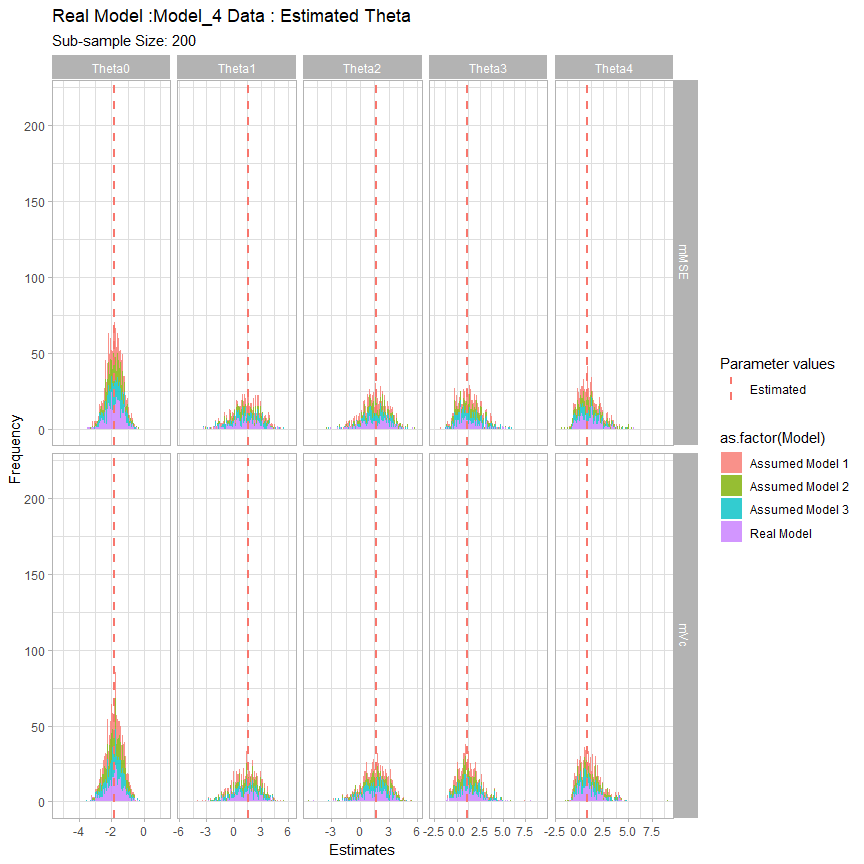 Real Model :Model_4 Data : Estimated Theta
Sub-sample Size: 200
Theta0 Theta1 Theta2 Theta3 Theta4
200
150
100
50
0
mMSE
200
150
100
50
0
mVc
Frequency
-4 -2 0 -6 -3 0 3 6 -3 0 3 6 -2.5 0.0 2.5 5.0 7.5 -2.5 0.0 2.5 5.0 7.5
Estimates
Parameter values
Estimated
as.factor(Model)
Assumed Model 1
Assumed Model 2
Assumed Model 3
Real Model